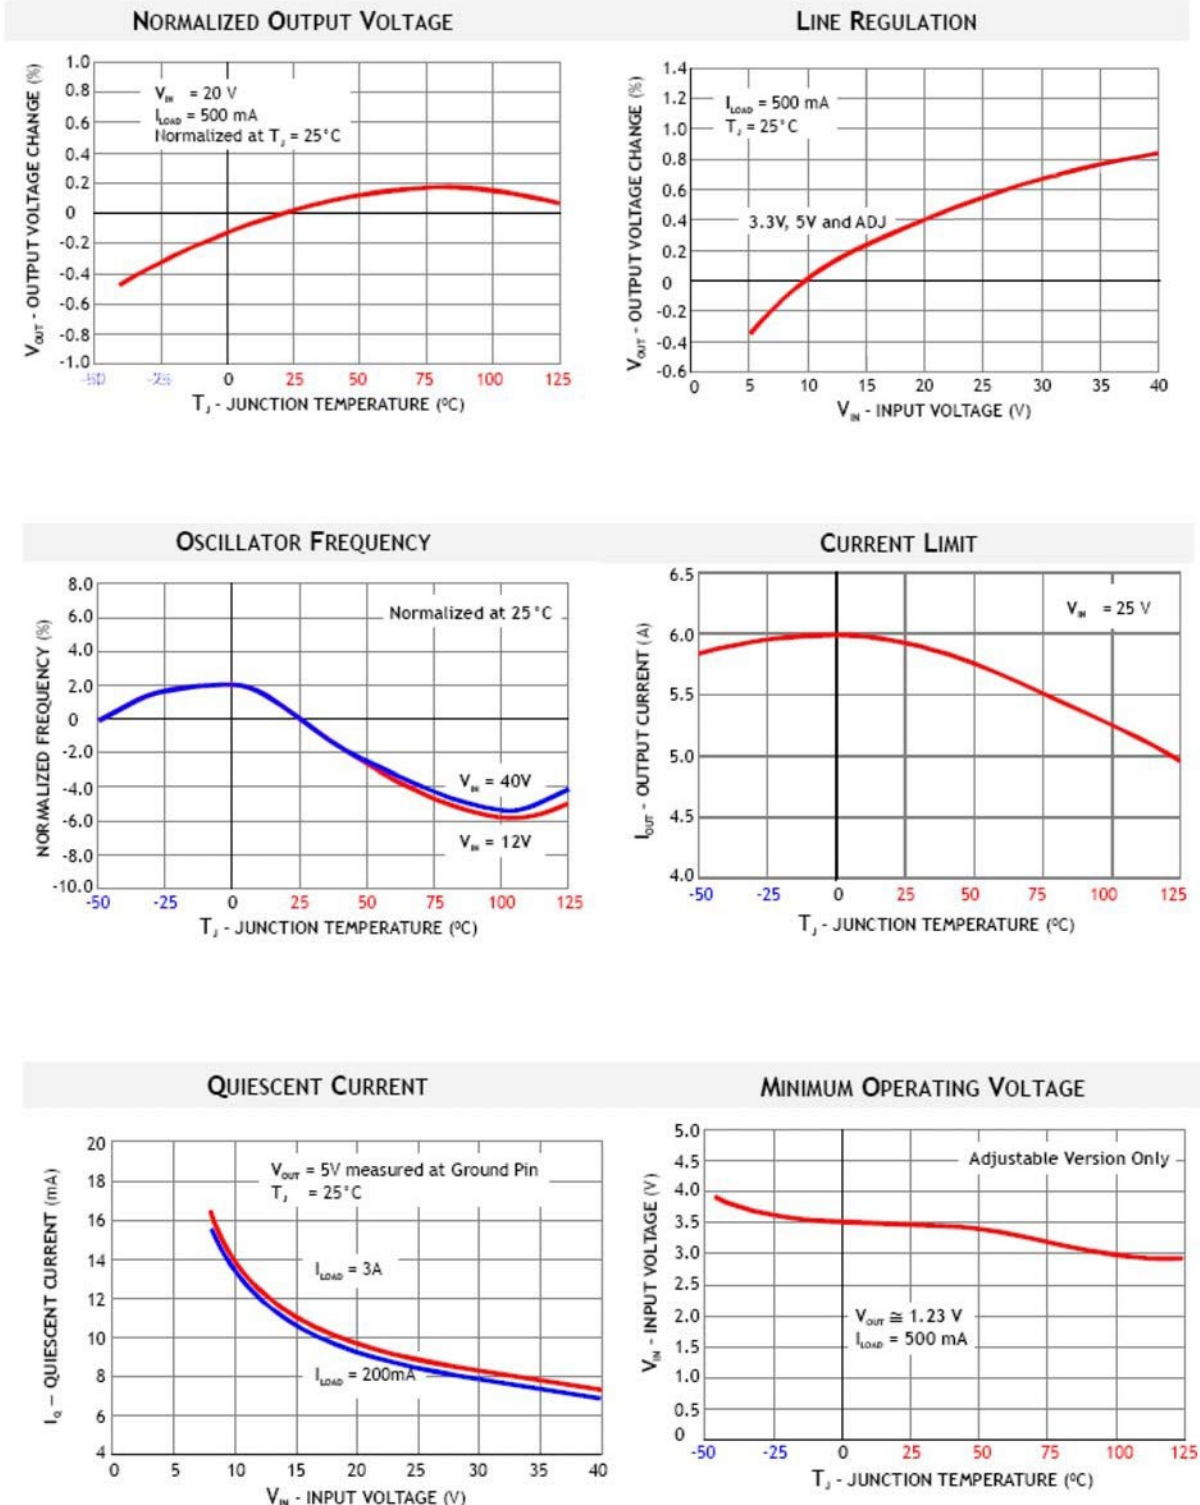 NORMALIZED OUTPUT VOLTAGE
VOUT - OUTPUT VOLTAGE CHANGE (%)
1.0
0.8
0.6
0.4
0.2
0
-0.2
-0.4
-0.6
-0.8
-1.0
VIN = 20 V
ILOAD = 500 mA
Normalized at TJ = 25°C
-50 -25 0 25 50 75 100 125
TJ - JUNCTION TEMPERATURE (ºC)
LINE REGULATION
VOUT - OUTPUT VOLTAGE CHANGE (%)
1.4
1.2
1.0
0.8
0.6
0.4
0.2
0
-0.2
-0.4
-0.6
ILOAD = 500 mA
TJ = 25°C
3.3V, 5V and ADJ
0 5 10 15 20 25 30 35 40
VIN - INPUT VOLTAGE (V)
OSCILLATOR FREQUENCY
NORMALIZED FREQUENCY (%)
8.0
6.0
4.0
2.0
0
-2.0
-4.0
-6.0
-8.0
-10.0
Normalized at 25°C
VIN = 40V
VIN = 12V
-50 -25 0 25 50 75 100 125
TJ - JUNCTION TEMPERATURE (ºC)
CURRENT LIMIT
IOUT - OUTPUT CURRENT (A)
6.5
6.0
5.5
5.0
4.5
4.0
VIN = 25 V
-50 -25 0 25 50 75 100 125
TJ - JUNCTION TEMPERATURE (ºC)
QUIESCENT CURRENT
IQ – QUIESCENT CURRENT (mA)
20
18
16
14
12
10
8
6
4
VOUT = 5V measured at Ground Pin
TJ = 25°C
ILOAD = 3A
ILOAD = 200mA
0 5 10 15 20 25 30 35 40
VIN - INPUT VOLTAGE (V)
MINIMUM OPERATING VOLTAGE
VIN - INPUT VOLTAGE (V)
5.0
4.5
4.0
3.5
3.0
2.5
2.0
1.5
1.0
0.5
0
Adjustable Version Only
VOUT ≅ 1.23 V
ILOAD = 500 mA
-50 -25 0 25 50 75 100 125
TJ - JUNCTION TEMPERATURE (ºC)